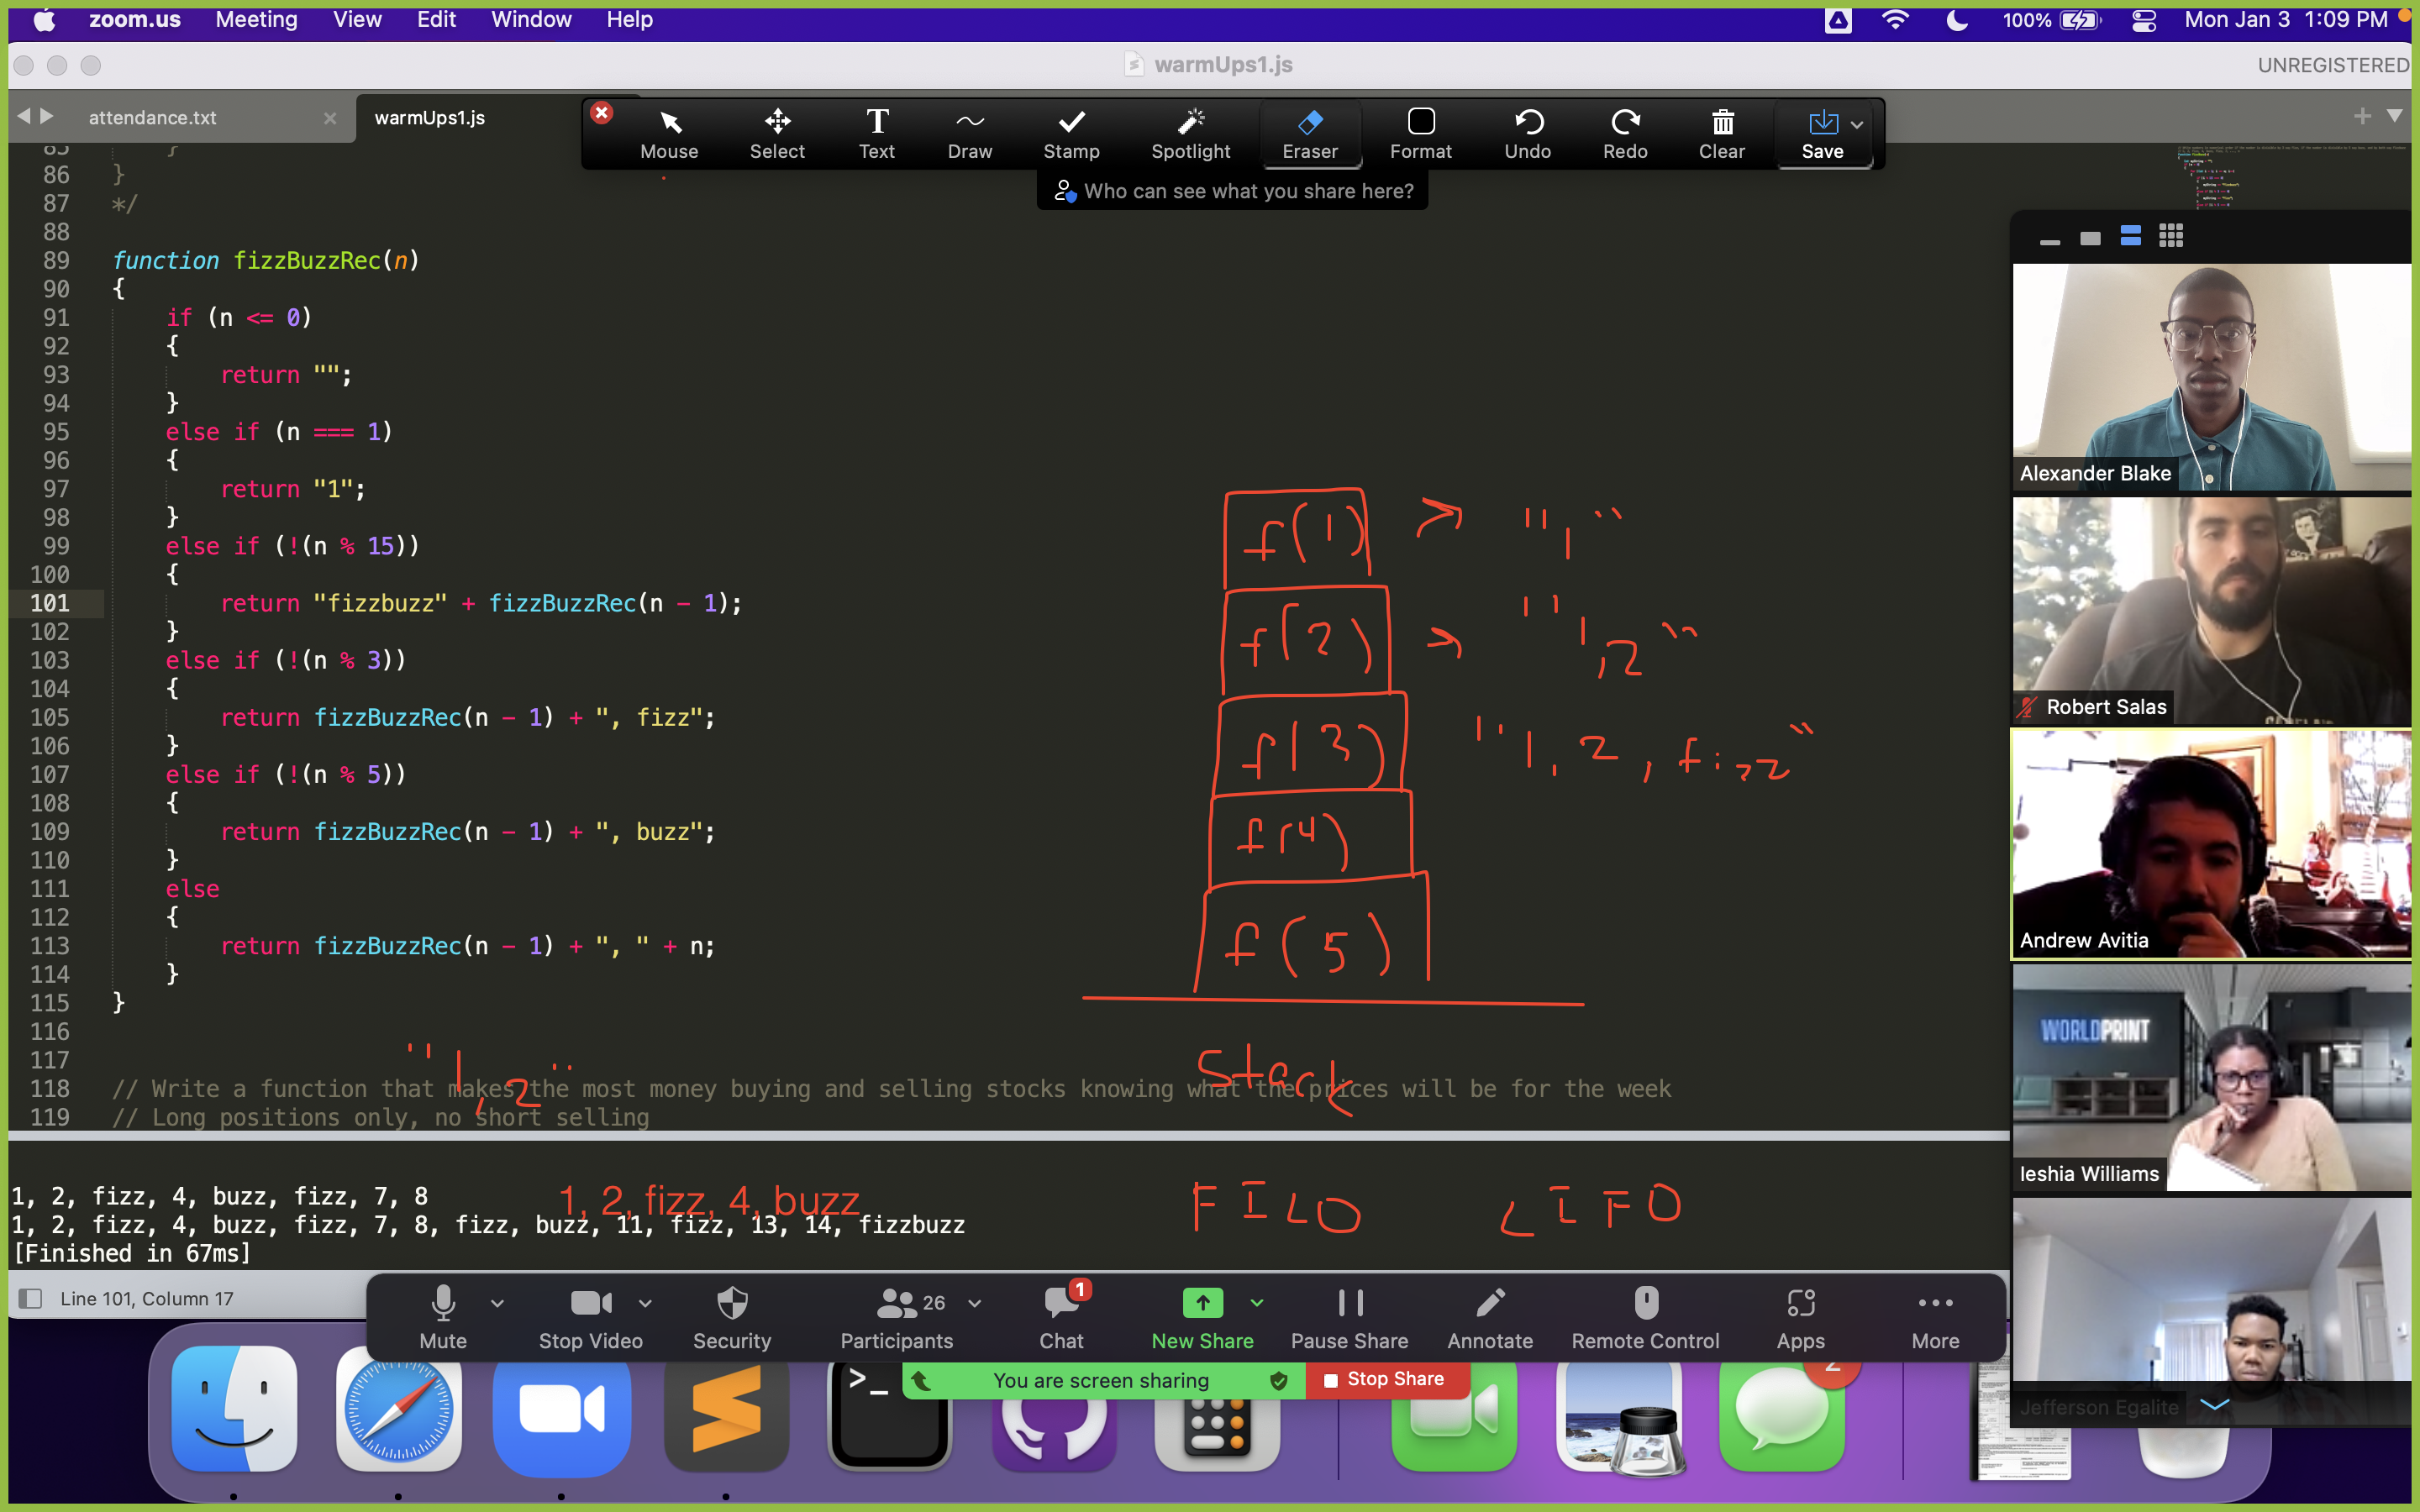 zoom.us Meeting View Edit Window Help 100% Mon Jan 3 1:09 PM
warmUps1.js UNREGISTERED
attendance.txt × warmUps1.js
Mouse Select Text Draw Stamp Spotlight Eraser Format Undo Redo Clear Save
Who can see what you share here?
85 }
86 }
87 */
88
89 function fizzBuzzRec(n)
90 {
91 if (n <= 0)
92 {
93 return "";
94 }
95 else if (n === 1)
96 {
97 return "1";
98 }
99 else if (!(n % 15))
100 {
101 return "fizzbuzz" + fizzBuzzRec(n - 1);
102 }
103 else if (!(n % 3))
104 {
105 return fizzBuzzRec(n - 1) + ", fizz";
106 }
107 else if (!(n % 5))
108 {
109 return fizzBuzzRec(n - 1) + ", buzz";
110 }
111 else
112 {
113 return fizzBuzzRec(n - 1) + ", " + n;
114 }
115 }
116
117
118 // Write a function that makes the most money buying and selling stocks knowing what the prices will be for the week
119 // Long positions only, no short selling
f(1) > "1"
f(2) > "1,2"
f(3) "1, 2, fizz"
f(4)
f(5)
stack
"1,2"
1, 2, fizz, 4, buzz, fizz, 7, 8
1, 2, fizz, 4, buzz
1, 2, fizz, 4, buzz, fizz, 7, 8, fizz, buzz, 11, fizz, 13, 14, fizzbuzz
[Finished in 67ms]
FILO LIFO
Alexander Blake
Robert Salas
Andrew Avitia
WORLDPRINT
Ieshia Williams
Jefferson Egalite
Line 101, Column 17
26 1
Mute Stop Video Security Participants Chat New Share Pause Share Annotate Remote Control Apps More
You are screen sharing Stop Share
>_
2